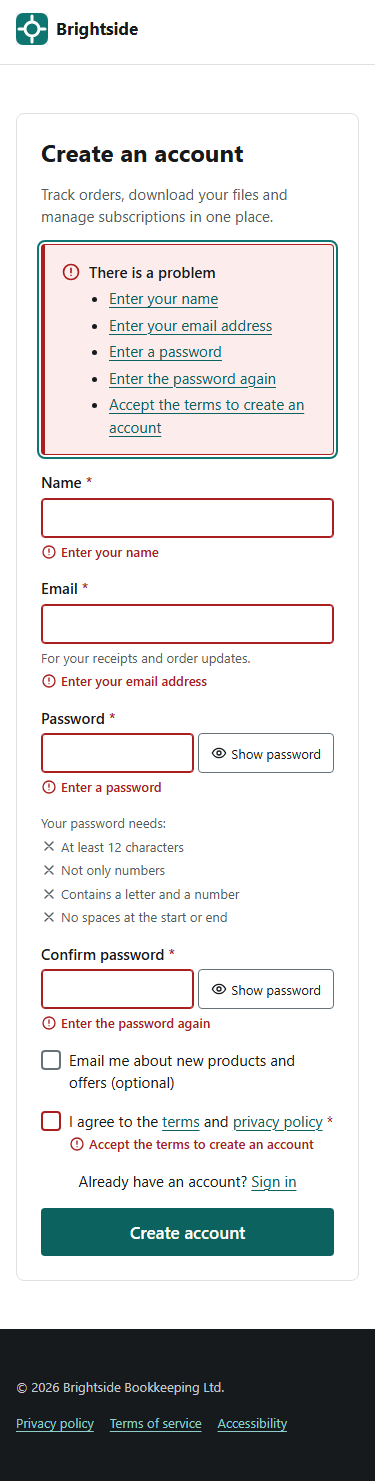 Brightside
Create an account
Track orders, download your files and
manage subscriptions in one place.
There is a problem
Enter your name
Enter your email address
Enter a password
Enter the password again
Accept the terms to create an
account
Name *
Enter your name
Email *
For your receipts and order updates.
Enter your email address
Password *
Show password
Enter a password
Your password needs:
At least 12 characters
Not only numbers
Contains a letter and a number
No spaces at the start or end
Confirm password *
Show password
Enter the password again
Email me about new products and
offers (optional)
I agree to the terms and privacy policy *
Accept the terms to create an account
Already have an account? Sign in
Create account
© 2026 Brightside Bookkeeping Ltd.
Privacy policy Terms of service Accessibility